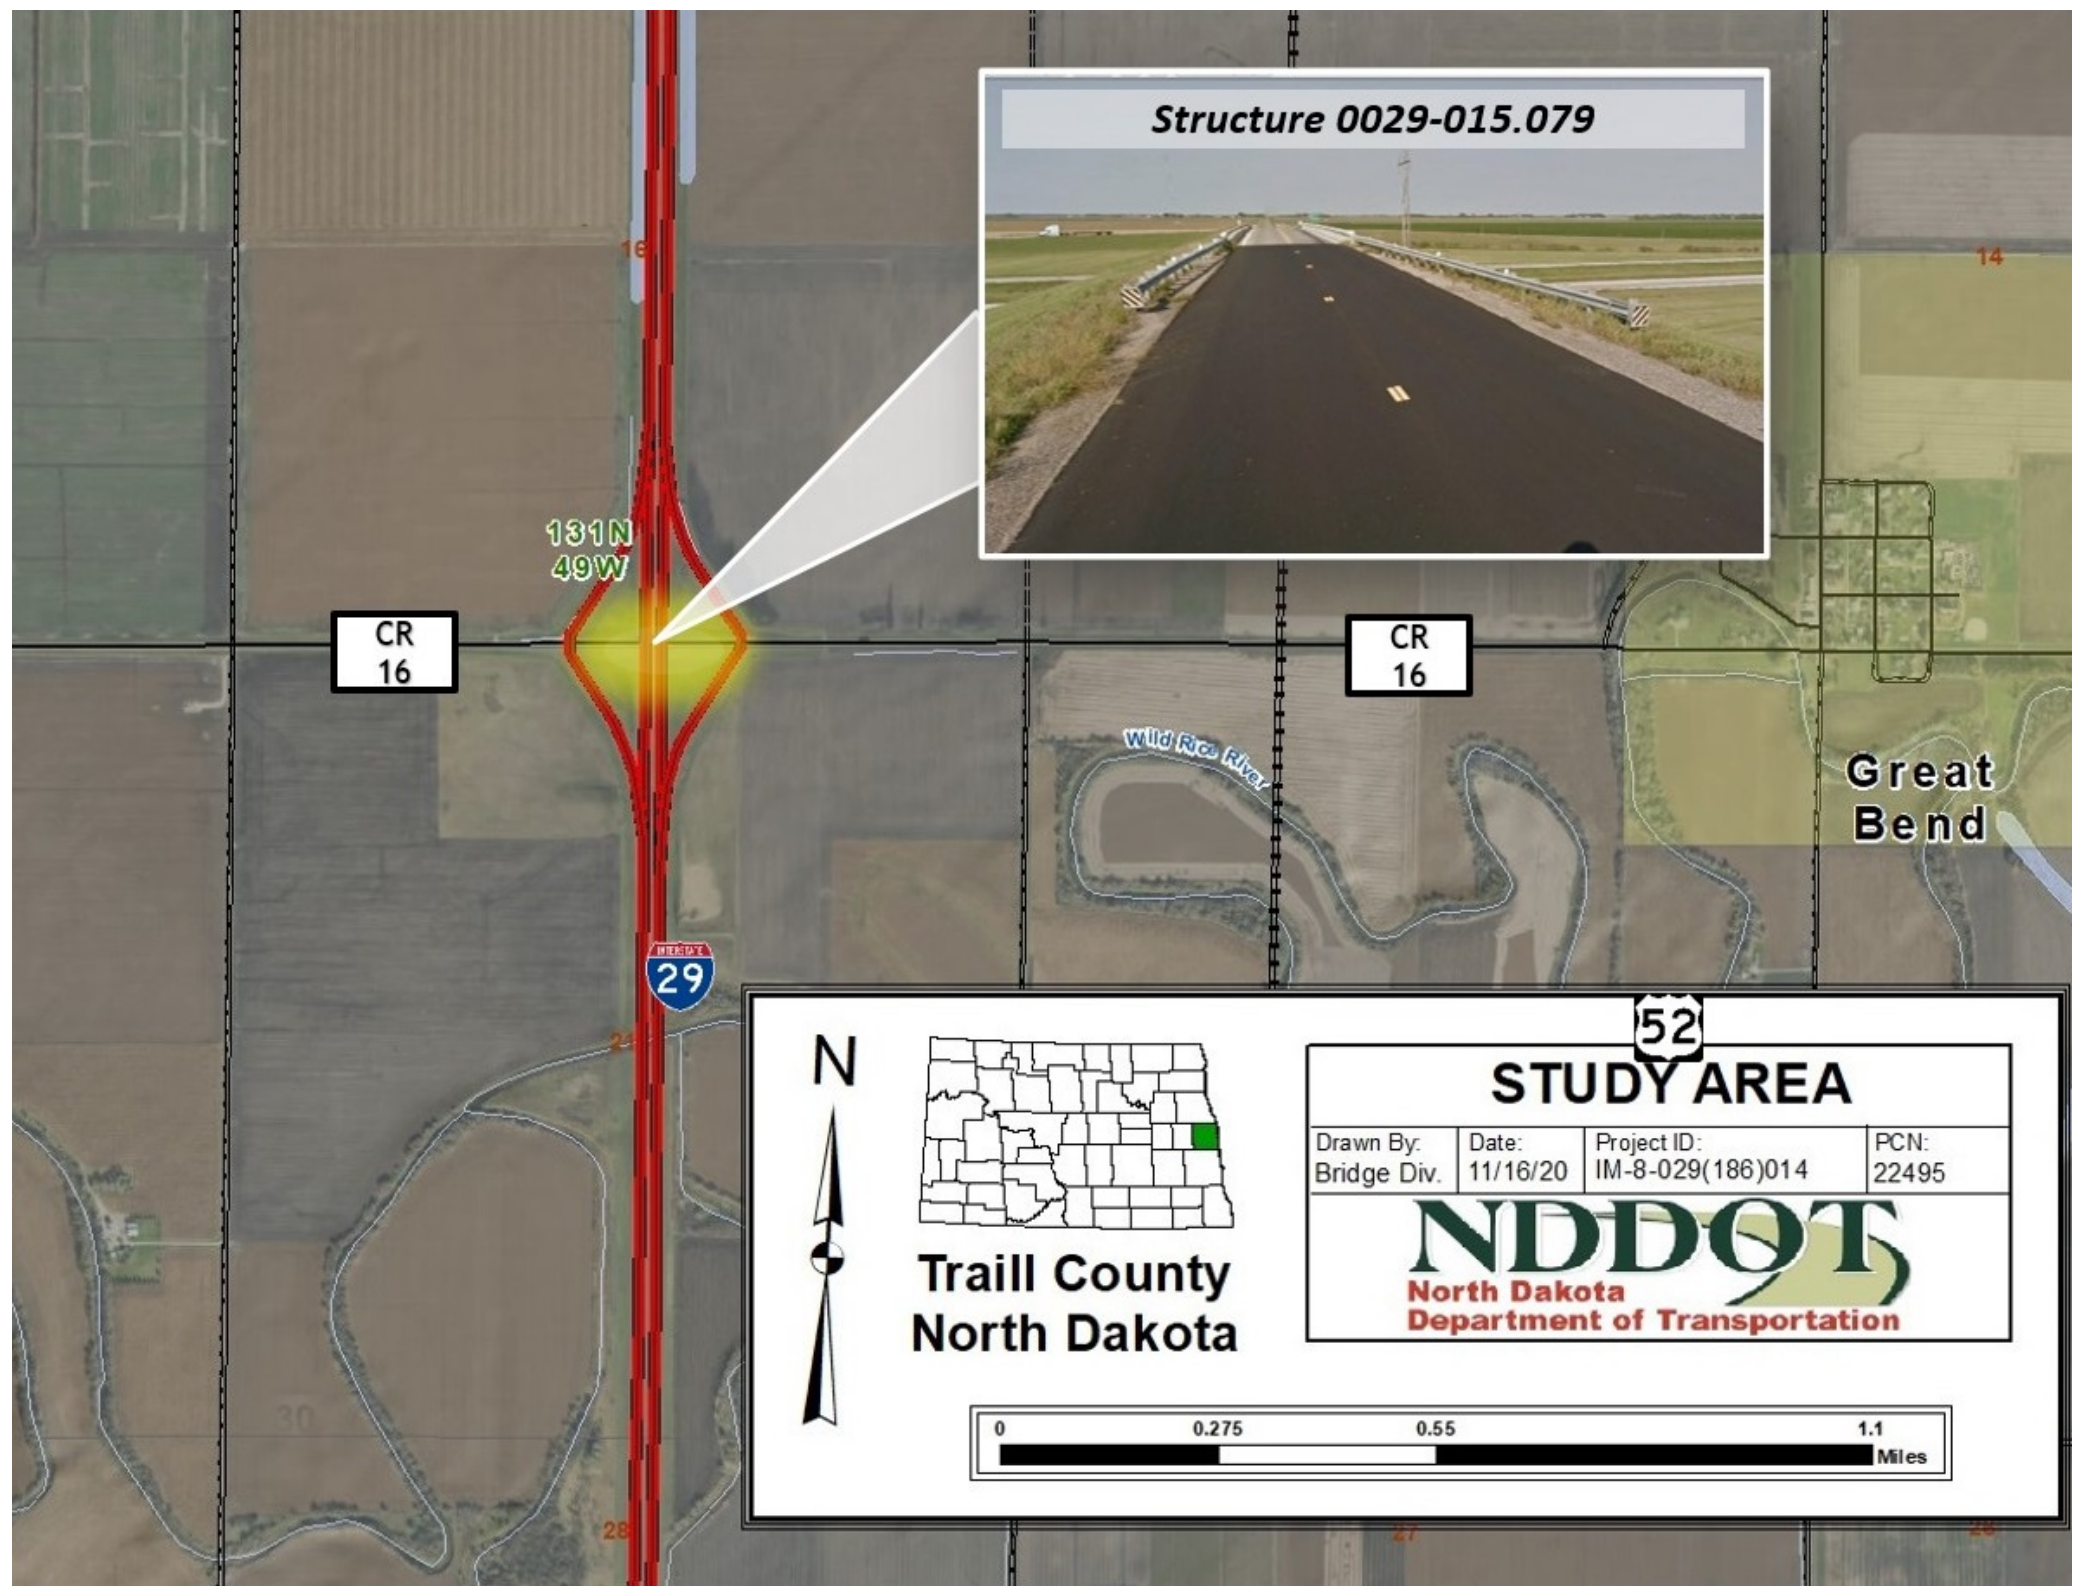 Structure 0029-015.079
16
14
131N
49W
CR
16
CR
16
Wild Rice River
Great
Bend
INTERSTATE
29
21
52
N
STUDY AREA
Drawn By:
Bridge Div.
Date:
11/16/20
Project ID:
IM-8-029(186)014
PCN:
22495
NDDOT
North Dakota
Department of Transportation
Traill County
North Dakota
30
0
0.275
0.55
1.1
Miles
28
27
26